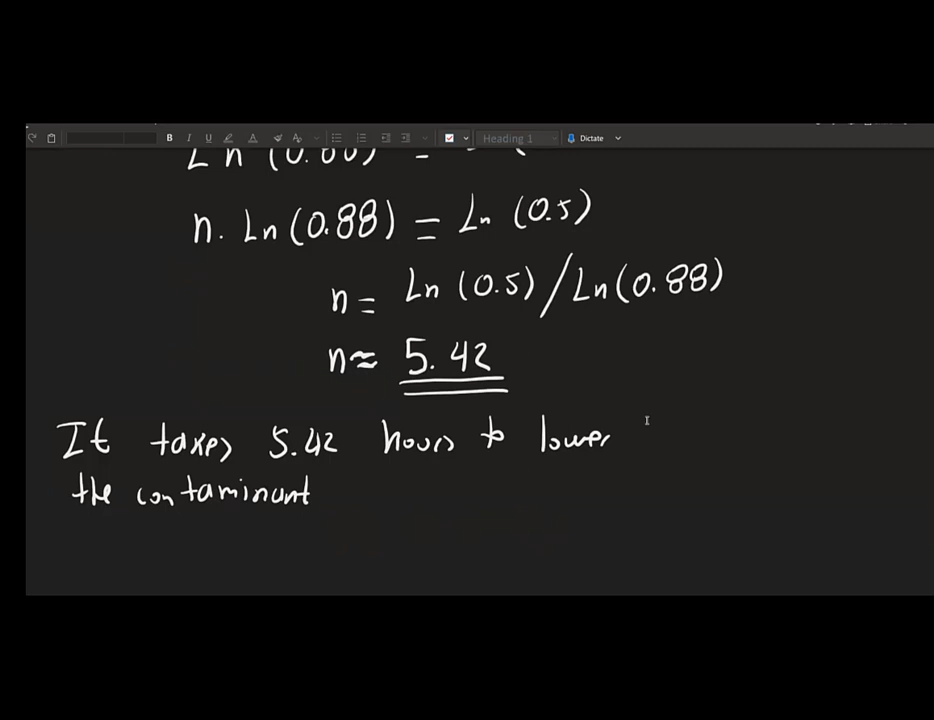 B I U A Heading 1 Dictate
n. Ln (0.88) = Ln (0.5)
n = Ln (0.5) / Ln (0.88)
n ≈ 5.42
It takes 5.42 hours to lower
the contaminant